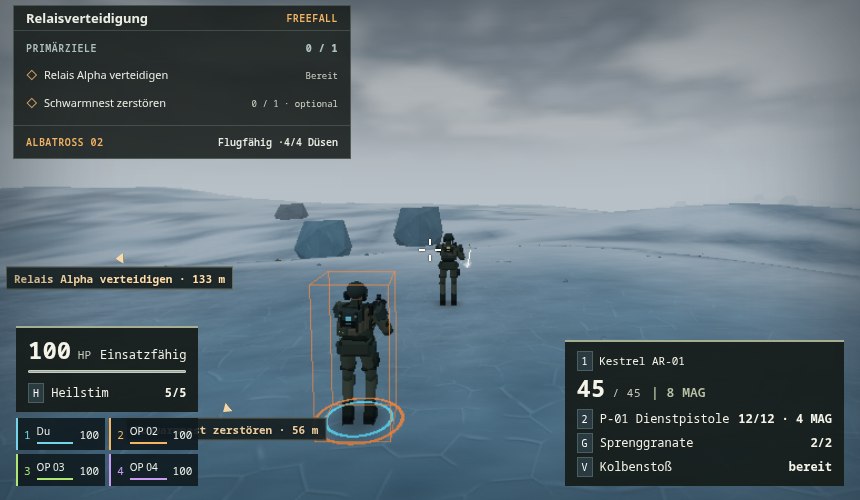 Relaisverteidigung FREEFALL
PRIMÄRZIELE 0 / 1
Relais Alpha verteidigen Bereit
Schwarmnest zerstören 0 / 1 · optional
ALBATROSS 02 Flugfähig ·4/4 Düsen
Relais Alpha verteidigen · 133 m
100 HP Einsatzfähig
H Heilstim 5/5
1 Du 100
2 OP 02 100
zerstören · 56 m
3 OP 03 100
4 OP 04 100
1 Kestrel AR-01
45 / 45 | 8 MAG
2 P-01 Dienstpistole 12/12 · 4 MAG
G Sprenggranate 2/2
V Kolbenstoß bereit